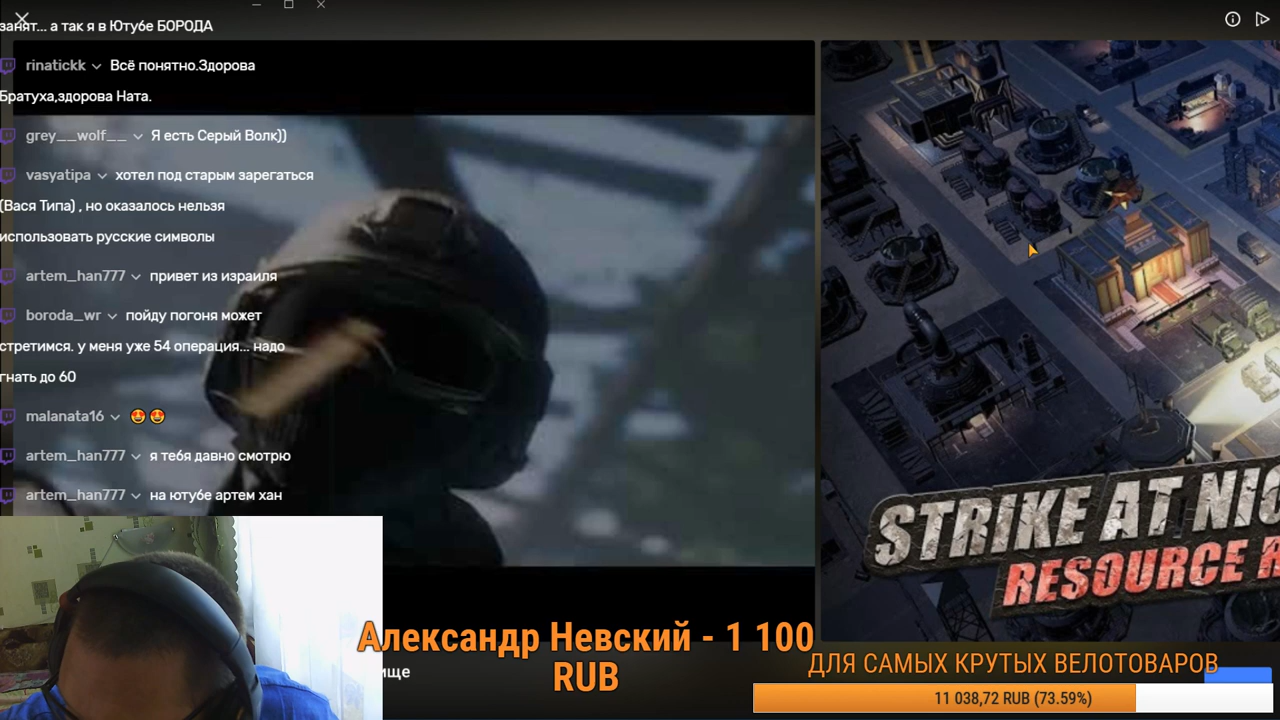 занят... а так я в Ютубе БОРОДА
rinatickk Всё понятно.Здорова
Братуха,здорова Ната.
grey__wolf__ Я есть Серый Волк))
vasyatipa хотел под старым зарегаться
(Вася Типа) , но оказалось нельзя
использовать русские символы
artem_han777 привет из израиля
boroda_wr пойду погоня может
стретимся. у меня уже 54 операция... надо
гнать до 60
malanata16 😍 😍
artem_han777 я тебя давно смотрю
artem_han777 на ютубе артем хан
STRIKE AT NIG
RESOURCE R
Александр Невский - 1 100
RUB
ище
ДЛЯ САМЫХ КРУТЫХ ВЕЛОТОВАРОВ
11 038,72 RUB (73.59%)